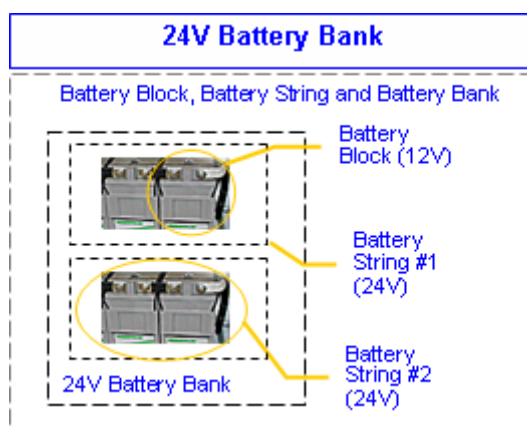 24V Battery Bank
Battery Block, Battery String and Battery Bank
Battery
Block (12V)
Battery
String #1
(24V)
Battery
String #2
(24V)
24V Battery Bank